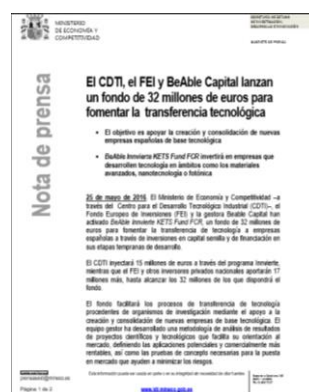 MINISTERIO
DE ECONOMÍA Y
COMPETITIVIDAD
Nota de prensa
El CDTI, el FEI y BeAble Capital lanzan
un fondo de 32 millones de euros para
fomentar la transferencia tecnológica
• El objetivo es apoyar la creación y consolidación de nuevas
empresas españolas de base tecnológica
• BeAble Innvierte KETS Fund FCR invertirá en empresas que
desarrollen tecnología en ámbitos como los materiales
avanzados, nanotecnología o fotónica
25 de mayo de 2016. El Ministerio de Economía y Competitividad –a
través del Centro para el Desarrollo Tecnológico Industrial (CDTI)–, el
Fondo Europeo de Inversiones (FEI) y la gestora Beable Capital han
activado BeAble Innvierte KETS Fund FCR, un fondo de 32 millones de
euros para fomentar la transferencia de tecnología a empresas
españolas a través de inversiones en capital semilla y de financiación en
sus etapas tempranas de desarrollo.
El CDTI inyectará 15 millones de euros a través del programa Innvierte,
mientras que el FEI y otros inversores privados nacionales aportarán 17
millones más, hasta alcanzar los 32 millones de los que dispondrá el
fondo.
El fondo facilitará los procesos de transferencia de tecnología
procedentes de organismos de investigación mediante el apoyo a la
creación y consolidación de nuevas empresas de base tecnológica. El
equipo gestor ha desarrollado una metodología de análisis de resultados
de proyectos científicos y tecnológicos que facilita su orientación al
mercado, definiendo las aplicaciones potenciales y comercialmente más
rentables, así como las pruebas de concepto necesarias para la puesta
en mercado que ayuden a minimizar los riesgos.
Página 1 de 2
www.mineco.gob.es